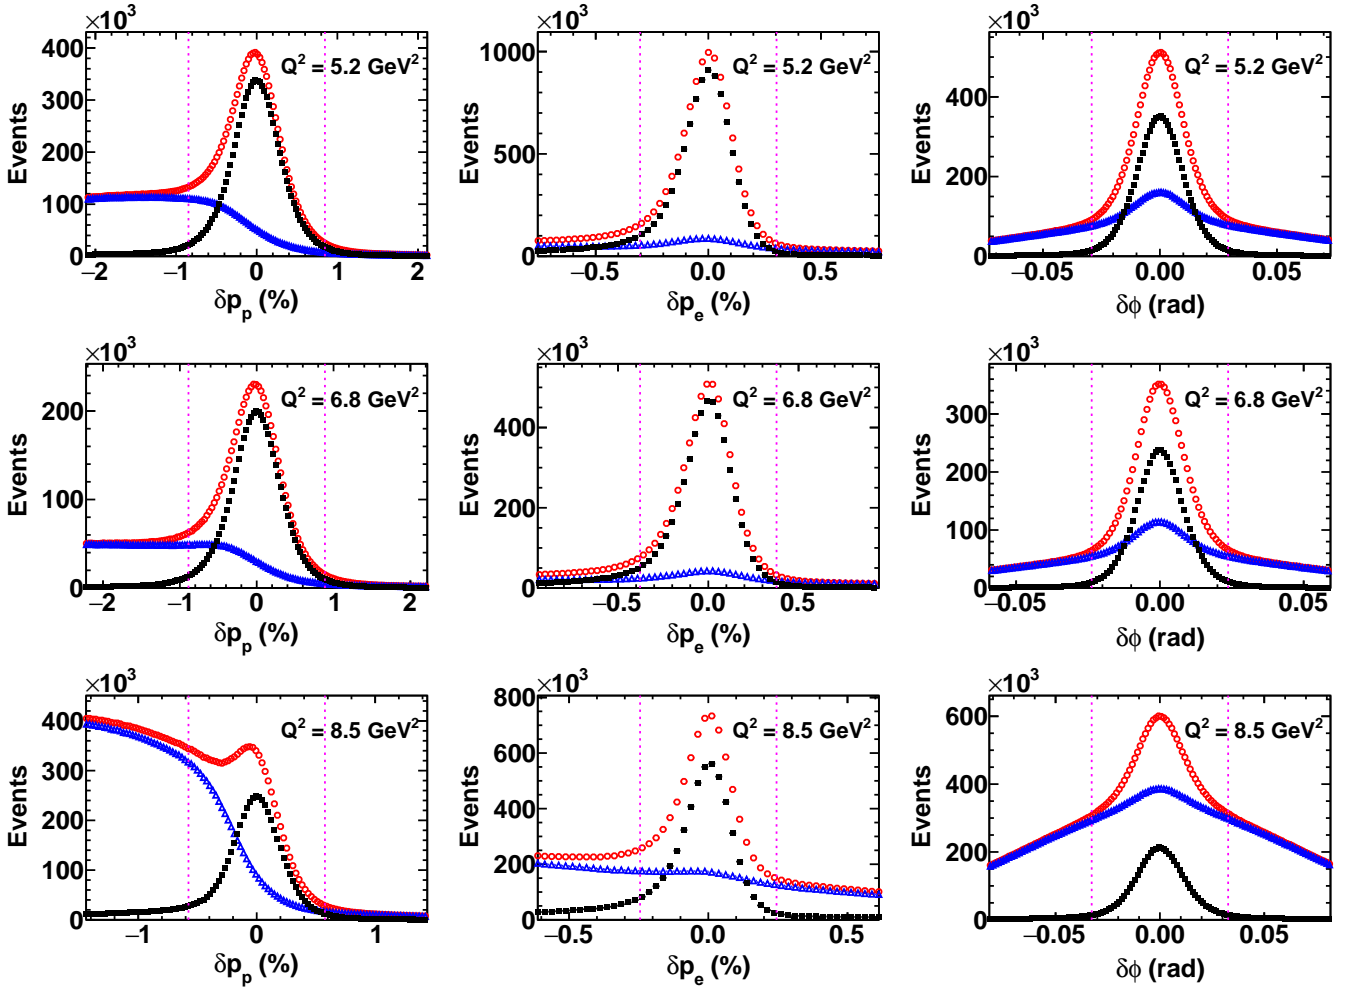 ×10³ ×10³ ×10³
400 300 200 100 0
Events
Q² = 5.2 GeV²
−2 −1 0 1 2
δp_p (%)
1000 500 0
Events
Q² = 5.2 GeV²
−0.5 0.0 0.5
δp_e (%)
400 200 0
Events
Q² = 5.2 GeV²
−0.05 0.00 0.05
δϕ (rad)
×10³ ×10³ ×10³
200 100 0
Events
Q² = 6.8 GeV²
−2 −1 0 1 2
δp_p (%)
400 200 0
Events
Q² = 6.8 GeV²
−0.5 0.0 0.5
δp_e (%)
300 200 100 0
Events
Q² = 6.8 GeV²
−0.05 0.00 0.05
δϕ (rad)
×10³ ×10³ ×10³
400 300 200 100 0
Events
Q² = 8.5 GeV²
−1 0 1
δp_p (%)
800 600 400 200 0
Events
Q² = 8.5 GeV²
−0.5 0.0 0.5
δp_e (%)
600 400 200 0
Events
Q² = 8.5 GeV²
−0.05 0.00 0.05
δϕ (rad)